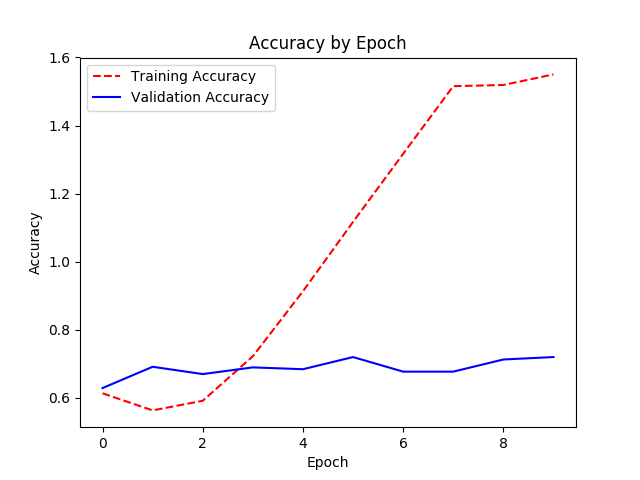 Accuracy by Epoch
Training Accuracy
Validation Accuracy
Accuracy
1.6
1.4
1.2
1.0
0.8
0.6
0 2 4 6 8
Epoch